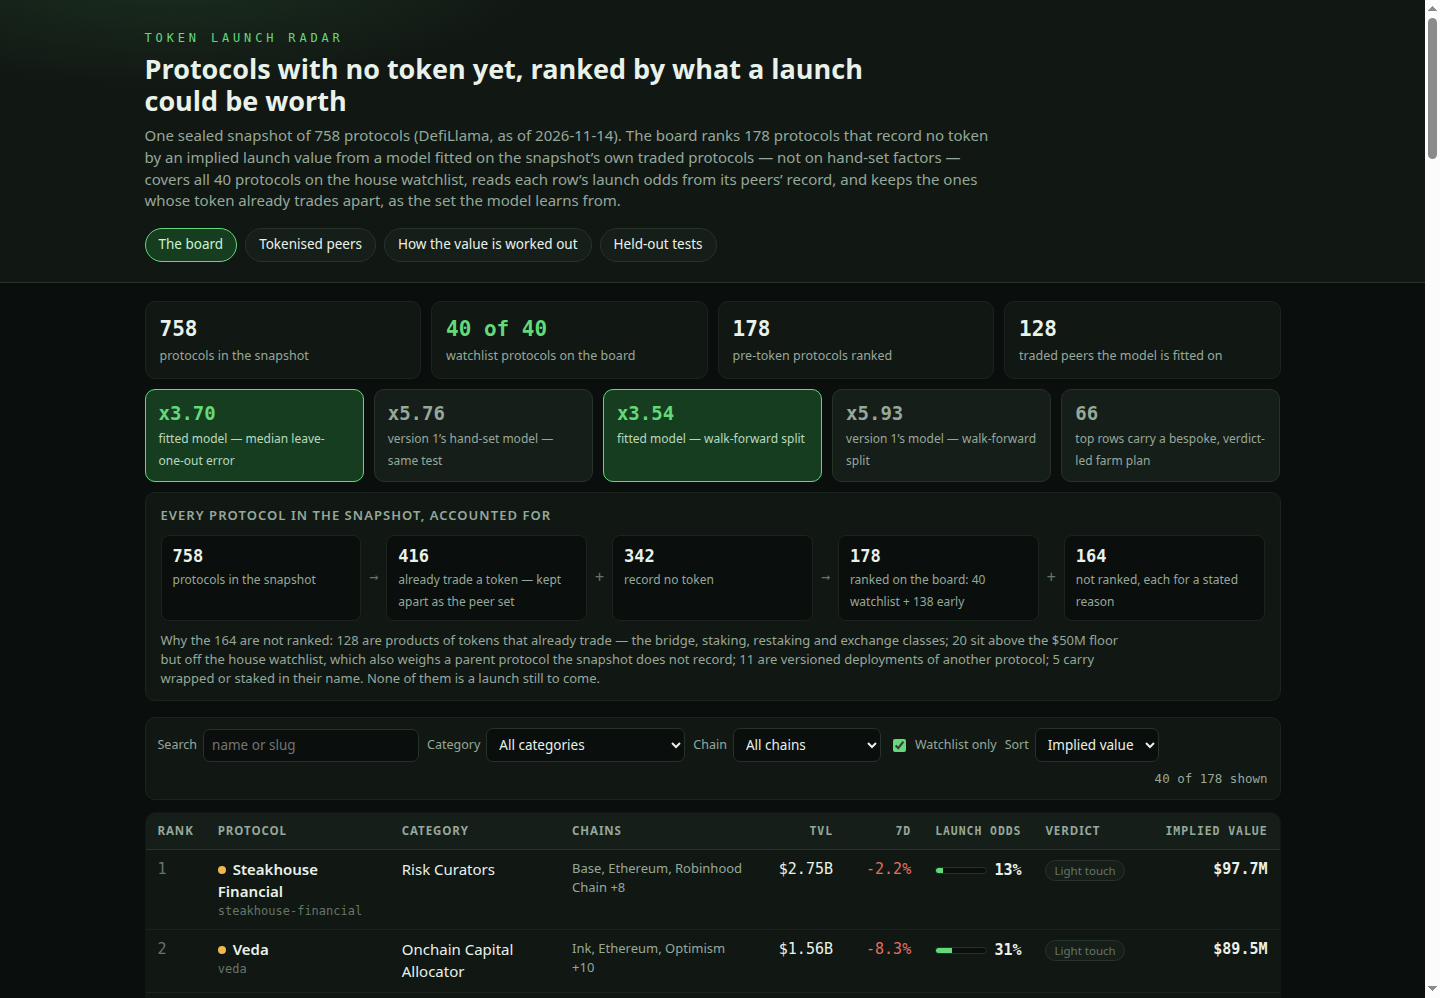 TOKEN LAUNCH RADAR
Protocols with no token yet, ranked by what a launch
could be worth
One sealed snapshot of 758 protocols (DefiLlama, as of 2026-11-14). The board ranks 178 protocols that record no token
by an implied launch value from a model fitted on the snapshot’s own traded protocols — not on hand-set factors —
covers all 40 protocols on the house watchlist, reads each row’s launch odds from its peers’ record, and keeps the ones
whose token already trades apart, as the set the model learns from.
The board
Tokenised peers
How the value is worked out
Held-out tests
758
protocols in the snapshot
40 of 40
watchlist protocols on the board
178
pre-token protocols ranked
128
traded peers the model is fitted on
x3.70
fitted model — median leave-
one-out error
x5.76
version 1’s hand-set model —
same test
x3.54
fitted model — walk-forward split
x5.93
version 1’s model — walk-forward
split
66
top rows carry a bespoke, verdict-
led farm plan
EVERY PROTOCOL IN THE SNAPSHOT, ACCOUNTED FOR
758
protocols in the snapshot
→
416
already trade a token — kept
apart as the peer set
+
342
record no token
→
178
ranked on the board: 40
watchlist + 138 early
+
164
not ranked, each for a stated
reason
Why the 164 are not ranked: 128 are products of tokens that already trade — the bridge, staking, restaking and exchange classes; 20 sit above the $50M floor
but off the house watchlist, which also weighs a parent protocol the snapshot does not record; 11 are versioned deployments of another protocol; 5 carry
wrapped or staked in their name. None of them is a launch still to come.
Search name or slug Category All categories Chain All chains Watchlist only Sort Implied value
40 of 178 shown
RANK PROTOCOL CATEGORY CHAINS TVL 7D LAUNCH ODDS VERDICT IMPLIED VALUE
1 Steakhouse Risk Curators Base, Ethereum, Robinhood $2.75B -2.2% 13% Light touch $97.7M
Financial Chain +8
steakhouse-financial
2 Veda Onchain Capital Ink, Ethereum, Optimism $1.56B -8.3% 31% Light touch $89.5M
veda Allocator +10